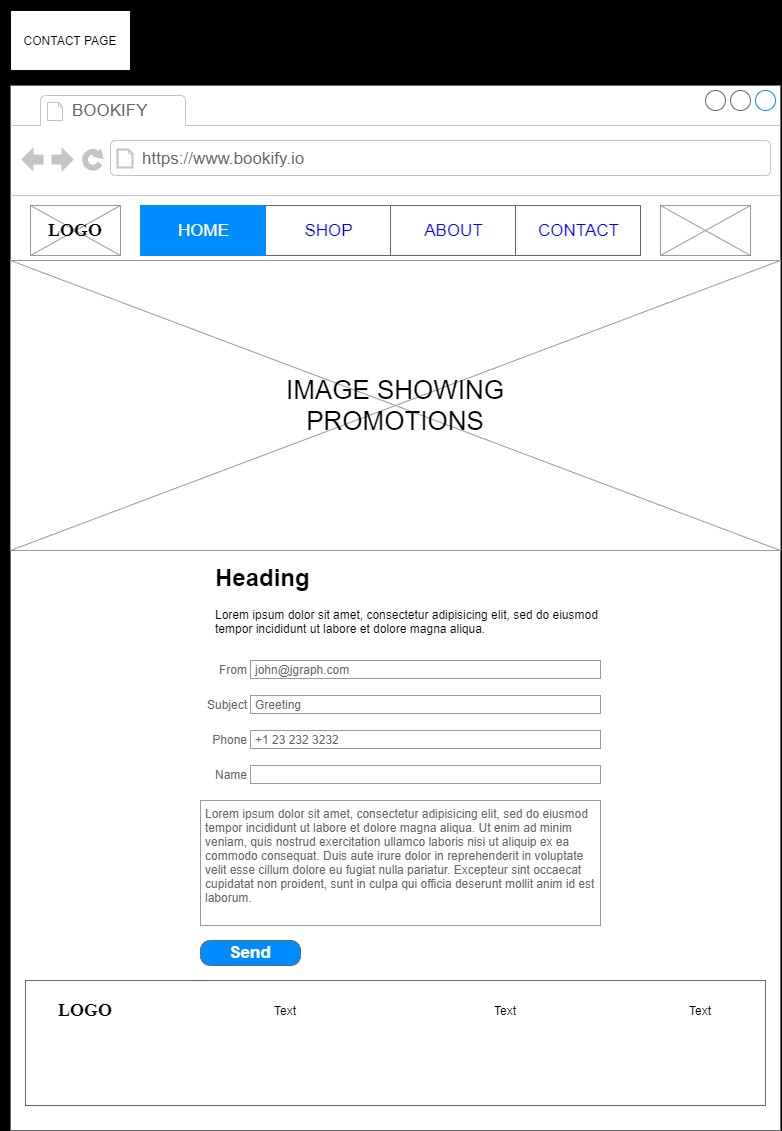 CONTACT PAGE
BOOKIFY
https://www.bookify.io
LOGO HOME SHOP ABOUT CONTACT
IMAGE SHOWING
PROMOTIONS
Heading
Lorem ipsum dolor sit amet, consectetur adipisicing elit, sed do eiusmod
tempor incididunt ut labore et dolore magna aliqua.
From john@jgraph.com
Subject Greeting
Phone +1 23 232 3232
Name
Lorem ipsum dolor sit amet, consectetur adipisicing elit, sed do eiusmod
tempor incididunt ut labore et dolore magna aliqua. Ut enim ad minim
veniam, quis nostrud exercitation ullamco laboris nisi ut aliquip ex ea
commodo consequat. Duis aute irure dolor in reprehenderit in voluptate
velit esse cillum dolore eu fugiat nulla pariatur. Excepteur sint occaecat
cupidatat non proident, sunt in culpa qui officia deserunt mollit anim id est
laborum.
Send
LOGO Text Text Text